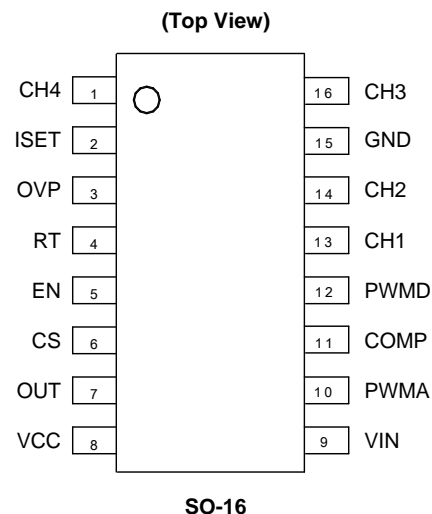 (Top View)
CH4 1 16 CH3
ISET 2 15 GND
OVP 3 14 CH2
RT 4 13 CH1
EN 5 12 PWMD
CS 6 11 COMP
OUT 7 10 PWMA
VCC 8 9 VIN
SO-16